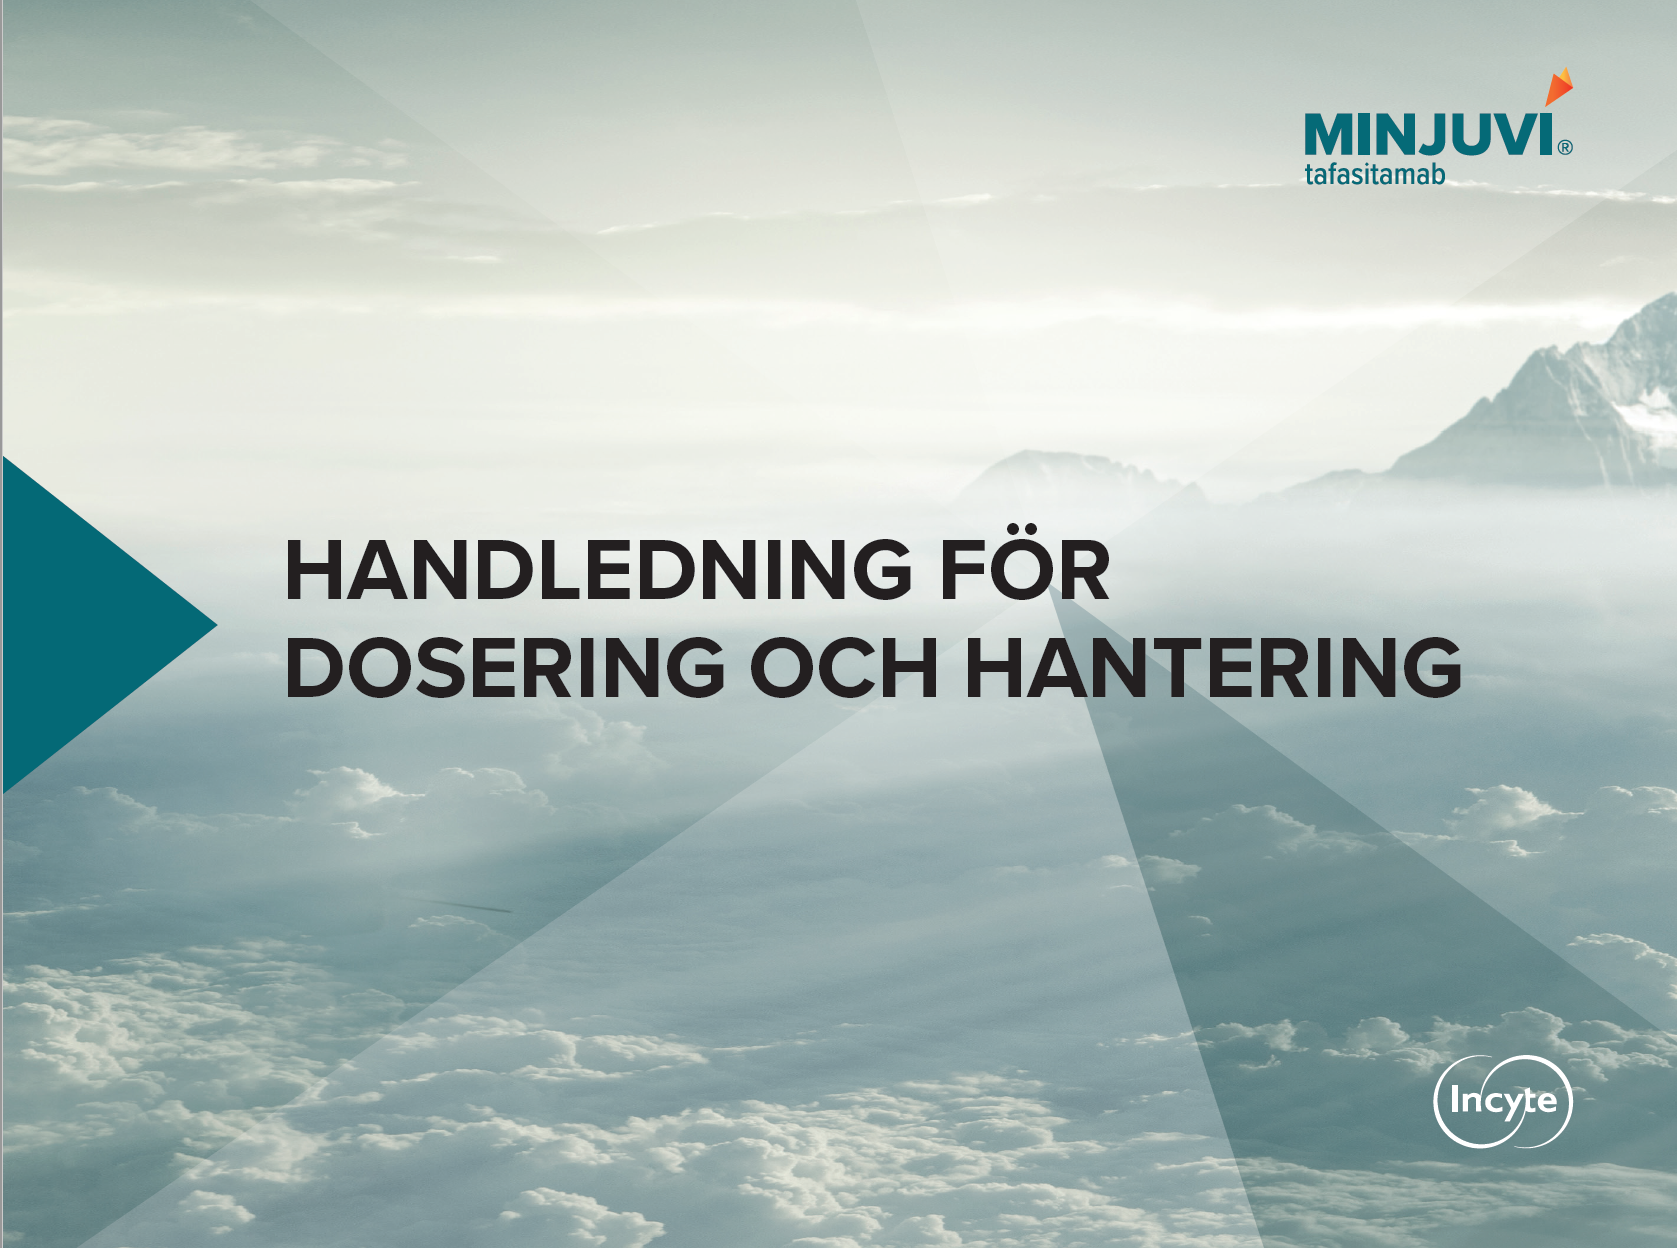 MINJUVI®
tafasitamab
HANDLEDNING FÖR
DOSERING OCH HANTERING
Incyte